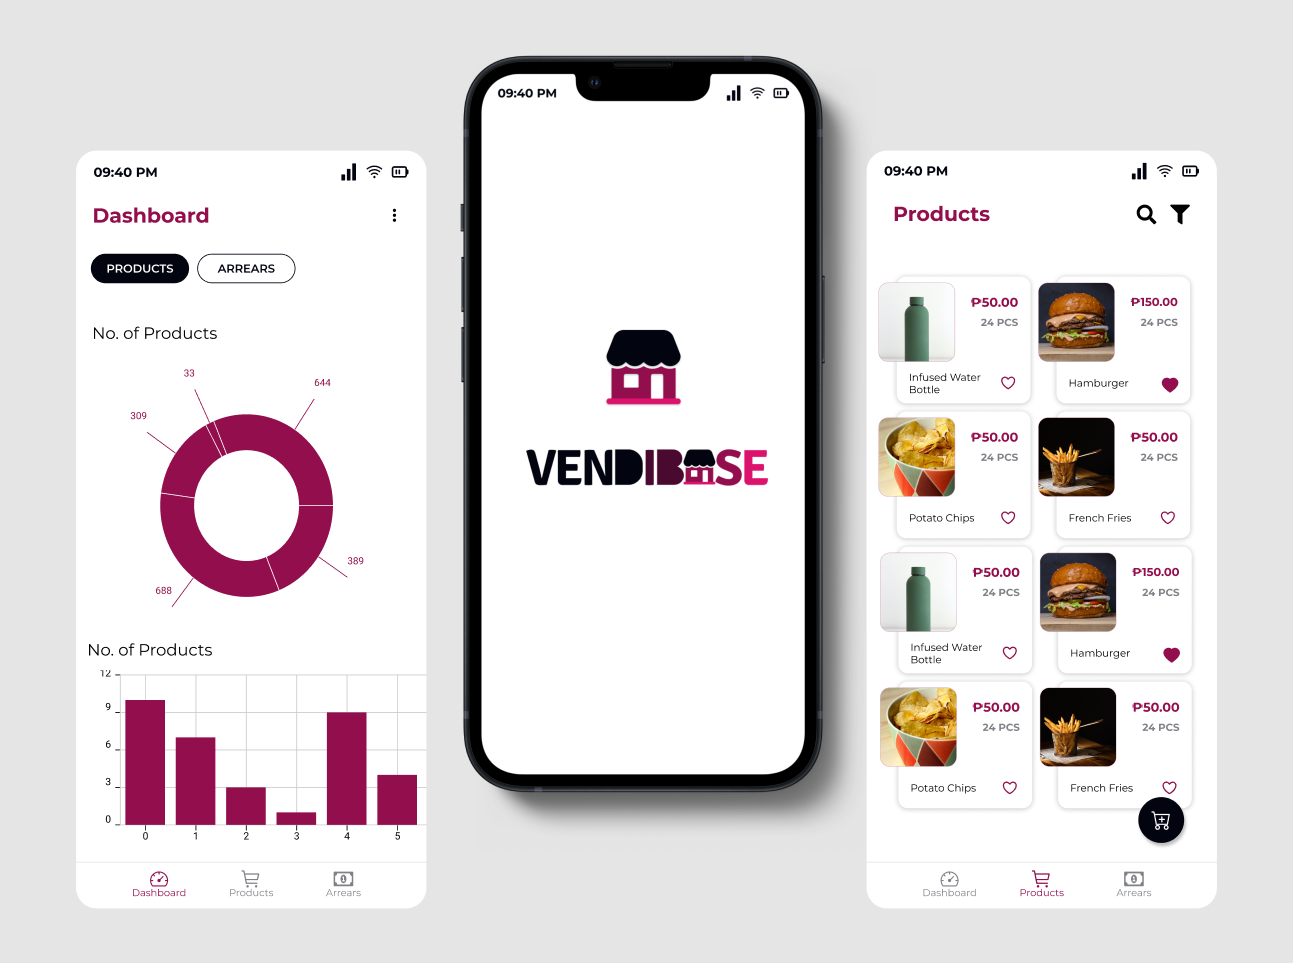 09:40 PM
Dashboard
PRODUCTS
ARREARS
No. of Products
33
644
309
389
688
No. of Products
12
9
6
3
0
0 1 2 3 4 5
Dashboard
Products
Arrears
09:40 PM
VENDIBASE
09:40 PM
Products
₱50.00
24 PCS
Infused Water
Bottle
₱150.00
24 PCS
Hamburger
₱50.00
24 PCS
Potato Chips
₱50.00
24 PCS
French Fries
₱50.00
24 PCS
Infused Water
Bottle
₱150.00
24 PCS
Hamburger
₱50.00
24 PCS
Potato Chips
₱50.00
24 PCS
French Fries
Dashboard
Products
Arrears